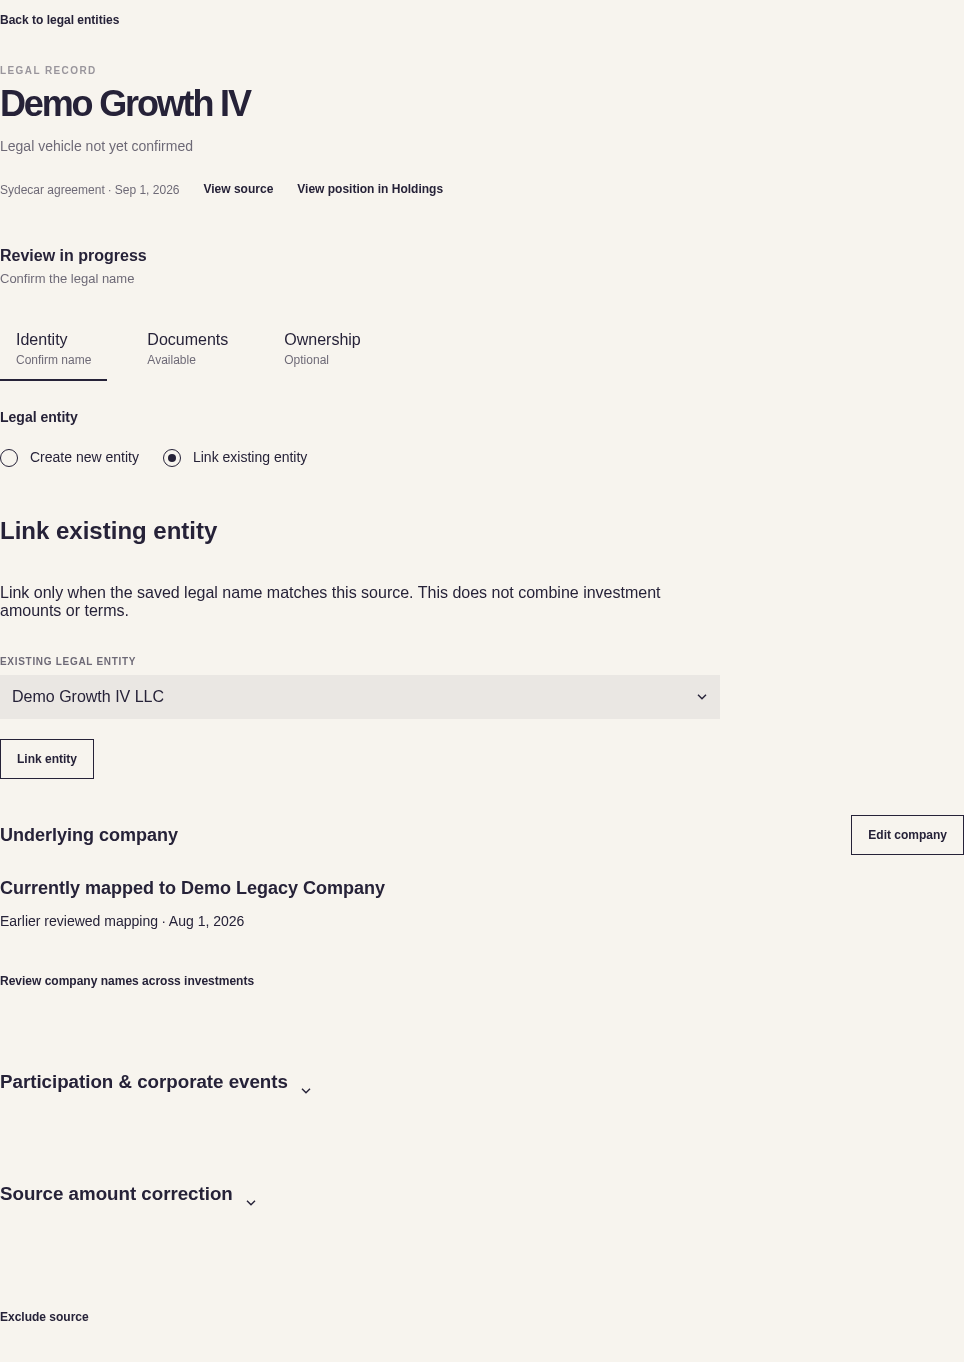 Back to legal entities
LEGAL RECORD
Demo Growth IV
Legal vehicle not yet confirmed
Sydecar agreement · Sep 1, 2026 View source View position in Holdings
Review in progress
Confirm the legal name
Identity Documents Ownership
Confirm name Available Optional
Legal entity
Create new entity Link existing entity
Link existing entity
Link only when the saved legal name matches this source. This does not combine investment
amounts or terms.
EXISTING LEGAL ENTITY
Demo Growth IV LLC
Link entity
Underlying company Edit company
Currently mapped to Demo Legacy Company
Earlier reviewed mapping · Aug 1, 2026
Review company names across investments
Participation & corporate events
Source amount correction
Exclude source